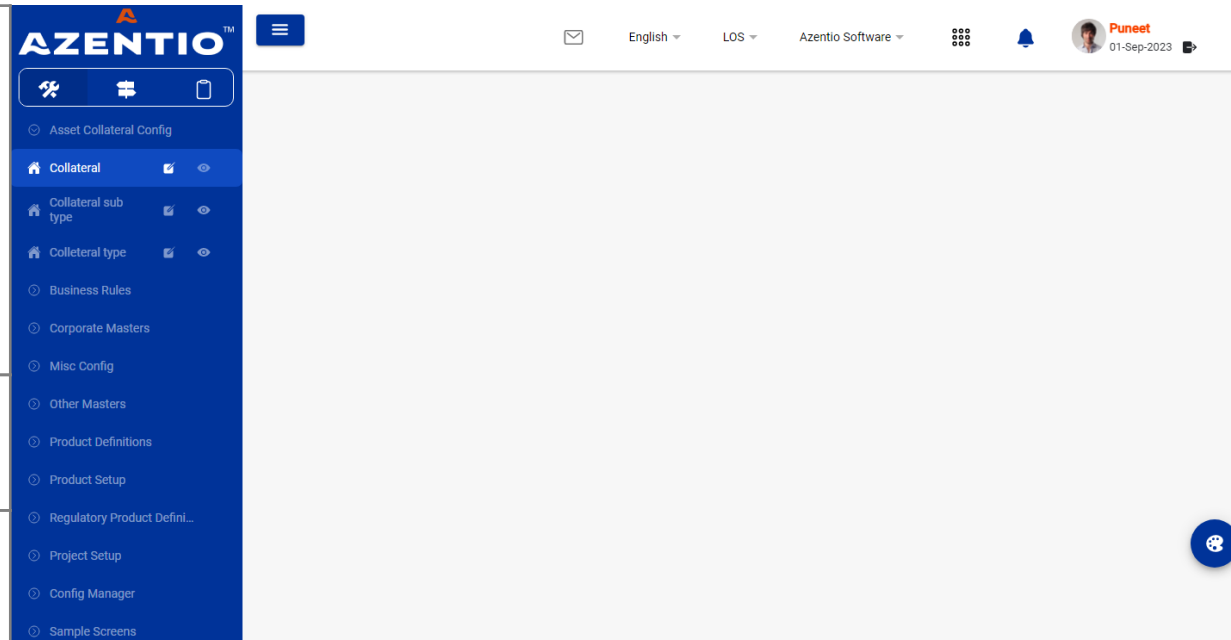 AZENTIO™
English
LOS
Azentio Software
Puneet
01-Sep-2023
Asset Collateral Config
Collateral
Collateral sub
type
Colleteral type
Business Rules
Corporate Masters
Misc Config
Other Masters
Product Definitions
Product Setup
Regulatory Product Defini...
Project Setup
Config Manager
Sample Screens